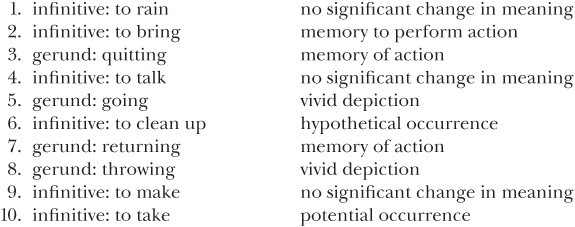 1. infinitive: to rain no significant change in meaning
2. infinitive: to bring memory to perform action
3. gerund: quitting memory of action
4. infinitive: to talk no significant change in meaning
5. gerund: going vivid depiction
6. infinitive: to clean up hypothetical occurrence
7. gerund: returning memory of action
8. gerund: throwing vivid depiction
9. infinitive: to make no significant change in meaning
10. infinitive: to take potential occurrence